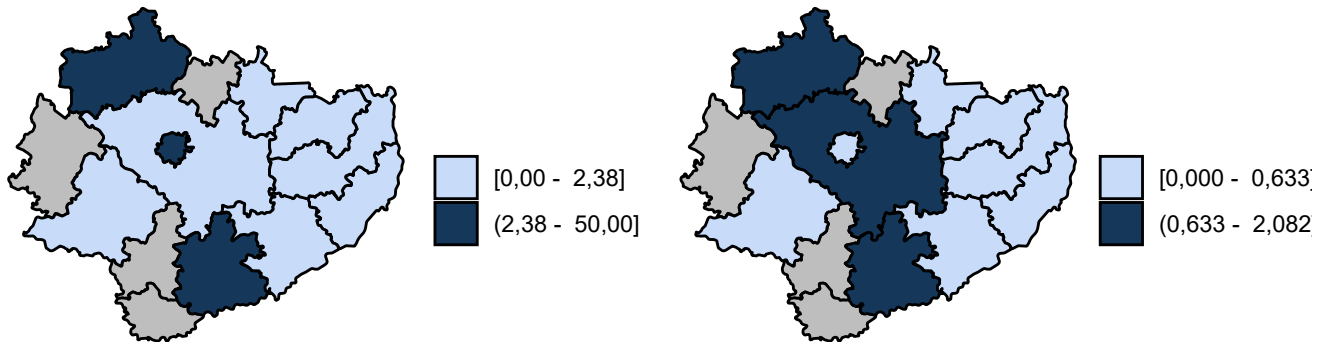 [0,00 - 2,38]
(2,38 - 50,00]
[0,000 - 0,633]
(0,633 - 2,082]